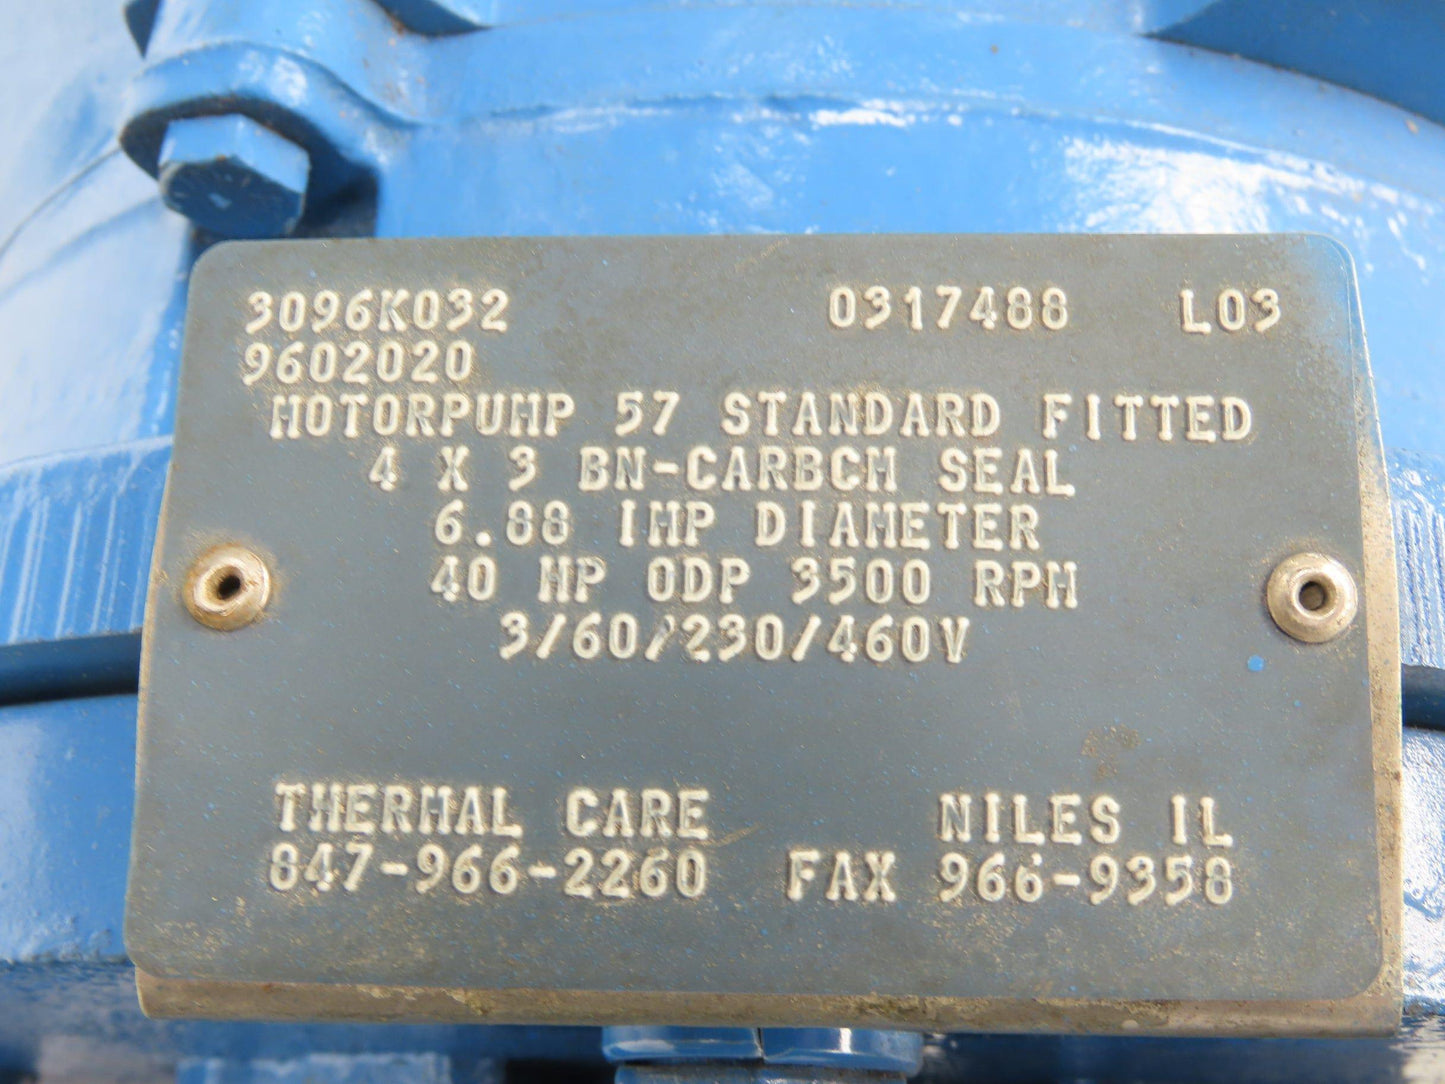 3096K032 0317488 L03
9602020
MOTORPUMP 57 STANDARD FITTED
4 X 3 BN-CARBCM SEAL
6.88 IMP DIAMETER
40 HP ODP 3500 RPM
3/60/230/460V
THERMAL CARE NILES IL
847-966-2260 FAX 966-9358